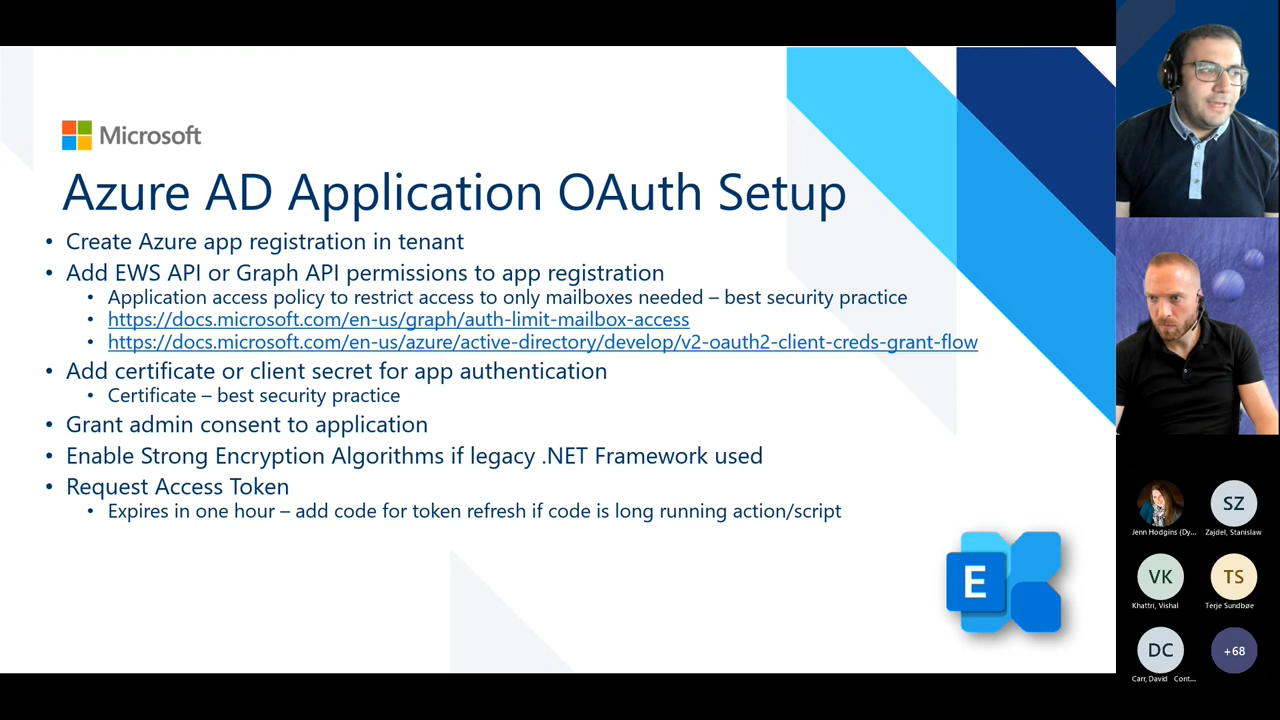 Microsoft
Azure AD Application OAuth Setup
• Create Azure app registration in tenant
• Add EWS API or Graph API permissions to app registration
• Application access policy to restrict access to only mailboxes needed – best security practice
• https://docs.microsoft.com/en-us/graph/auth-limit-mailbox-access
• https://docs.microsoft.com/en-us/azure/active-directory/develop/v2-oauth2-client-creds-grant-flow
• Add certificate or client secret for app authentication
• Certificate – best security practice
• Grant admin consent to application
• Enable Strong Encryption Algorithms if legacy .NET Framework used
• Request Access Token
• Expires in one hour – add code for token refresh if code is long running action/script
E
SZ
Jenn Hodgins (Dy...
Zajdel, Stanislaw
VK
TS
Khattri, Vishal
Terje Sundbøe
DC
+68
Carr, David Cont...